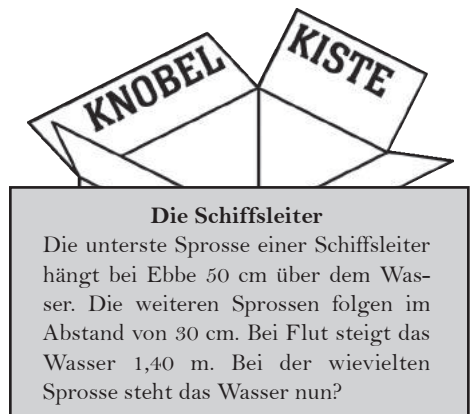 KNOBEL
KISTE
Die Schiffsleiter
Die unterste Sprosse einer Schiffsleiter
hängt bei Ebbe 50 cm über dem Was-
ser. Die weiteren Sprossen folgen im
Abstand von 30 cm. Bei Flut steigt das
Wasser 1,40 m. Bei der wievielten
Sprosse steht das Wasser nun?